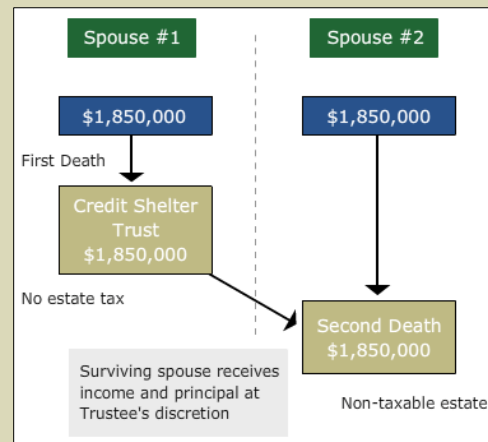 Spouse #1
Spouse #2
$1,850,000
$1,850,000
First Death
Credit Shelter
Trust
$1,850,000
No estate tax
Second Death
$1,850,000
Surviving spouse receives
income and principal at
Trustee's discretion
Non-taxable estate